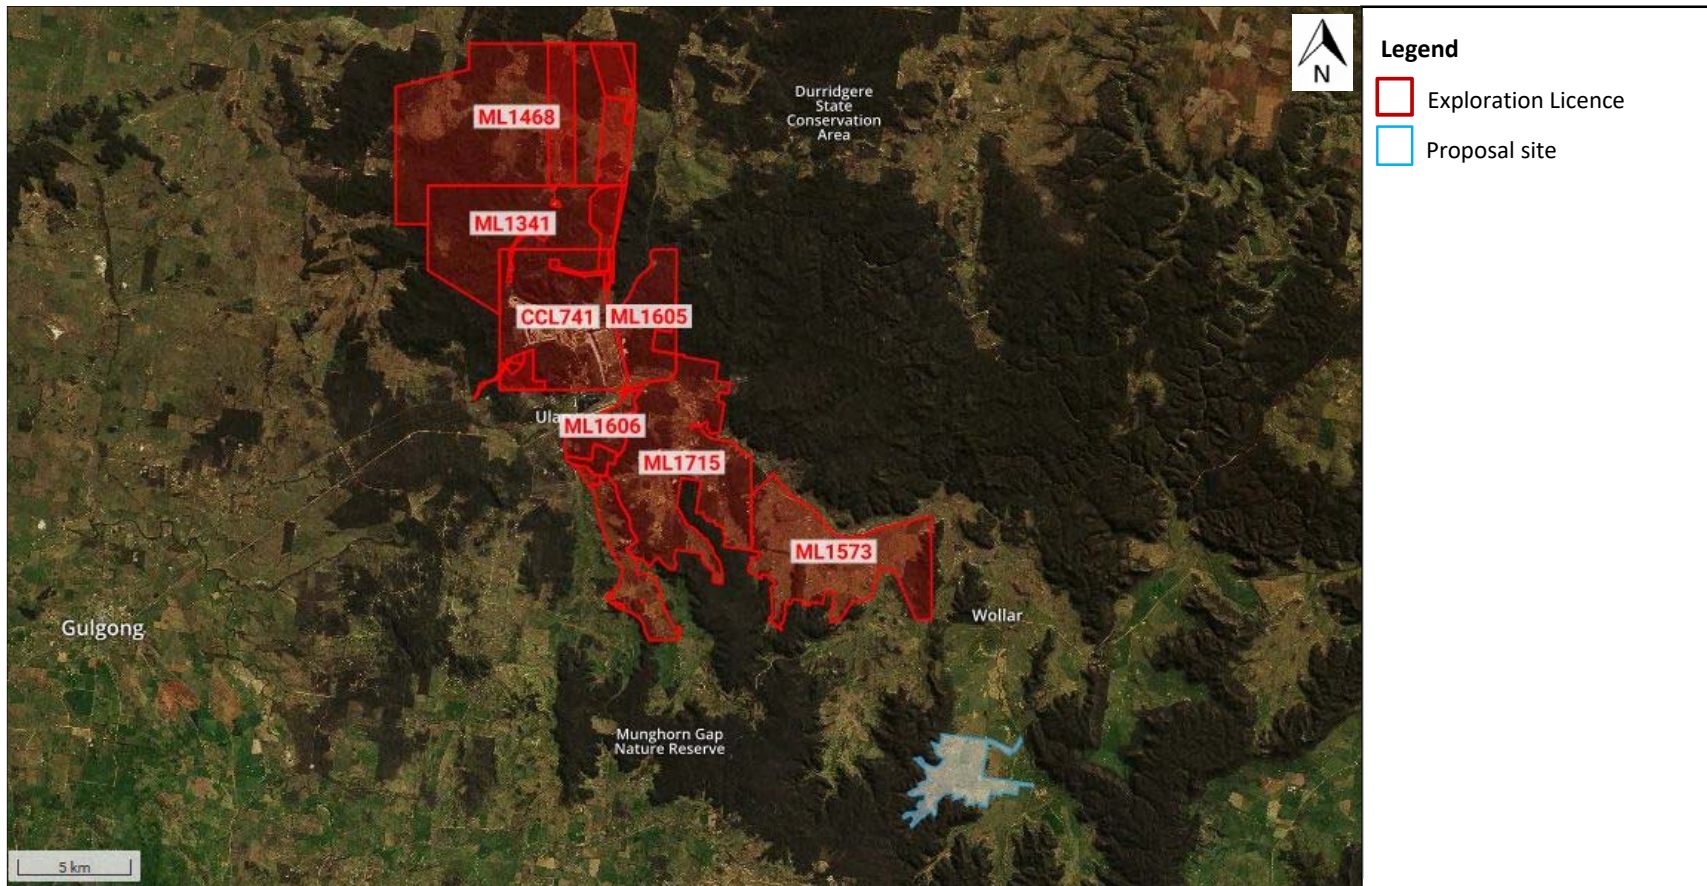 N
Legend
Exploration Licence
Proposal site
Durridgere
State
Conservation
Area
ML1468
ML1341
CCL741
ML1605
Ula
ML1606
ML1715
ML1573
Wollar
Gulgong
Munghorn Gap
Nature Reserve
5 km